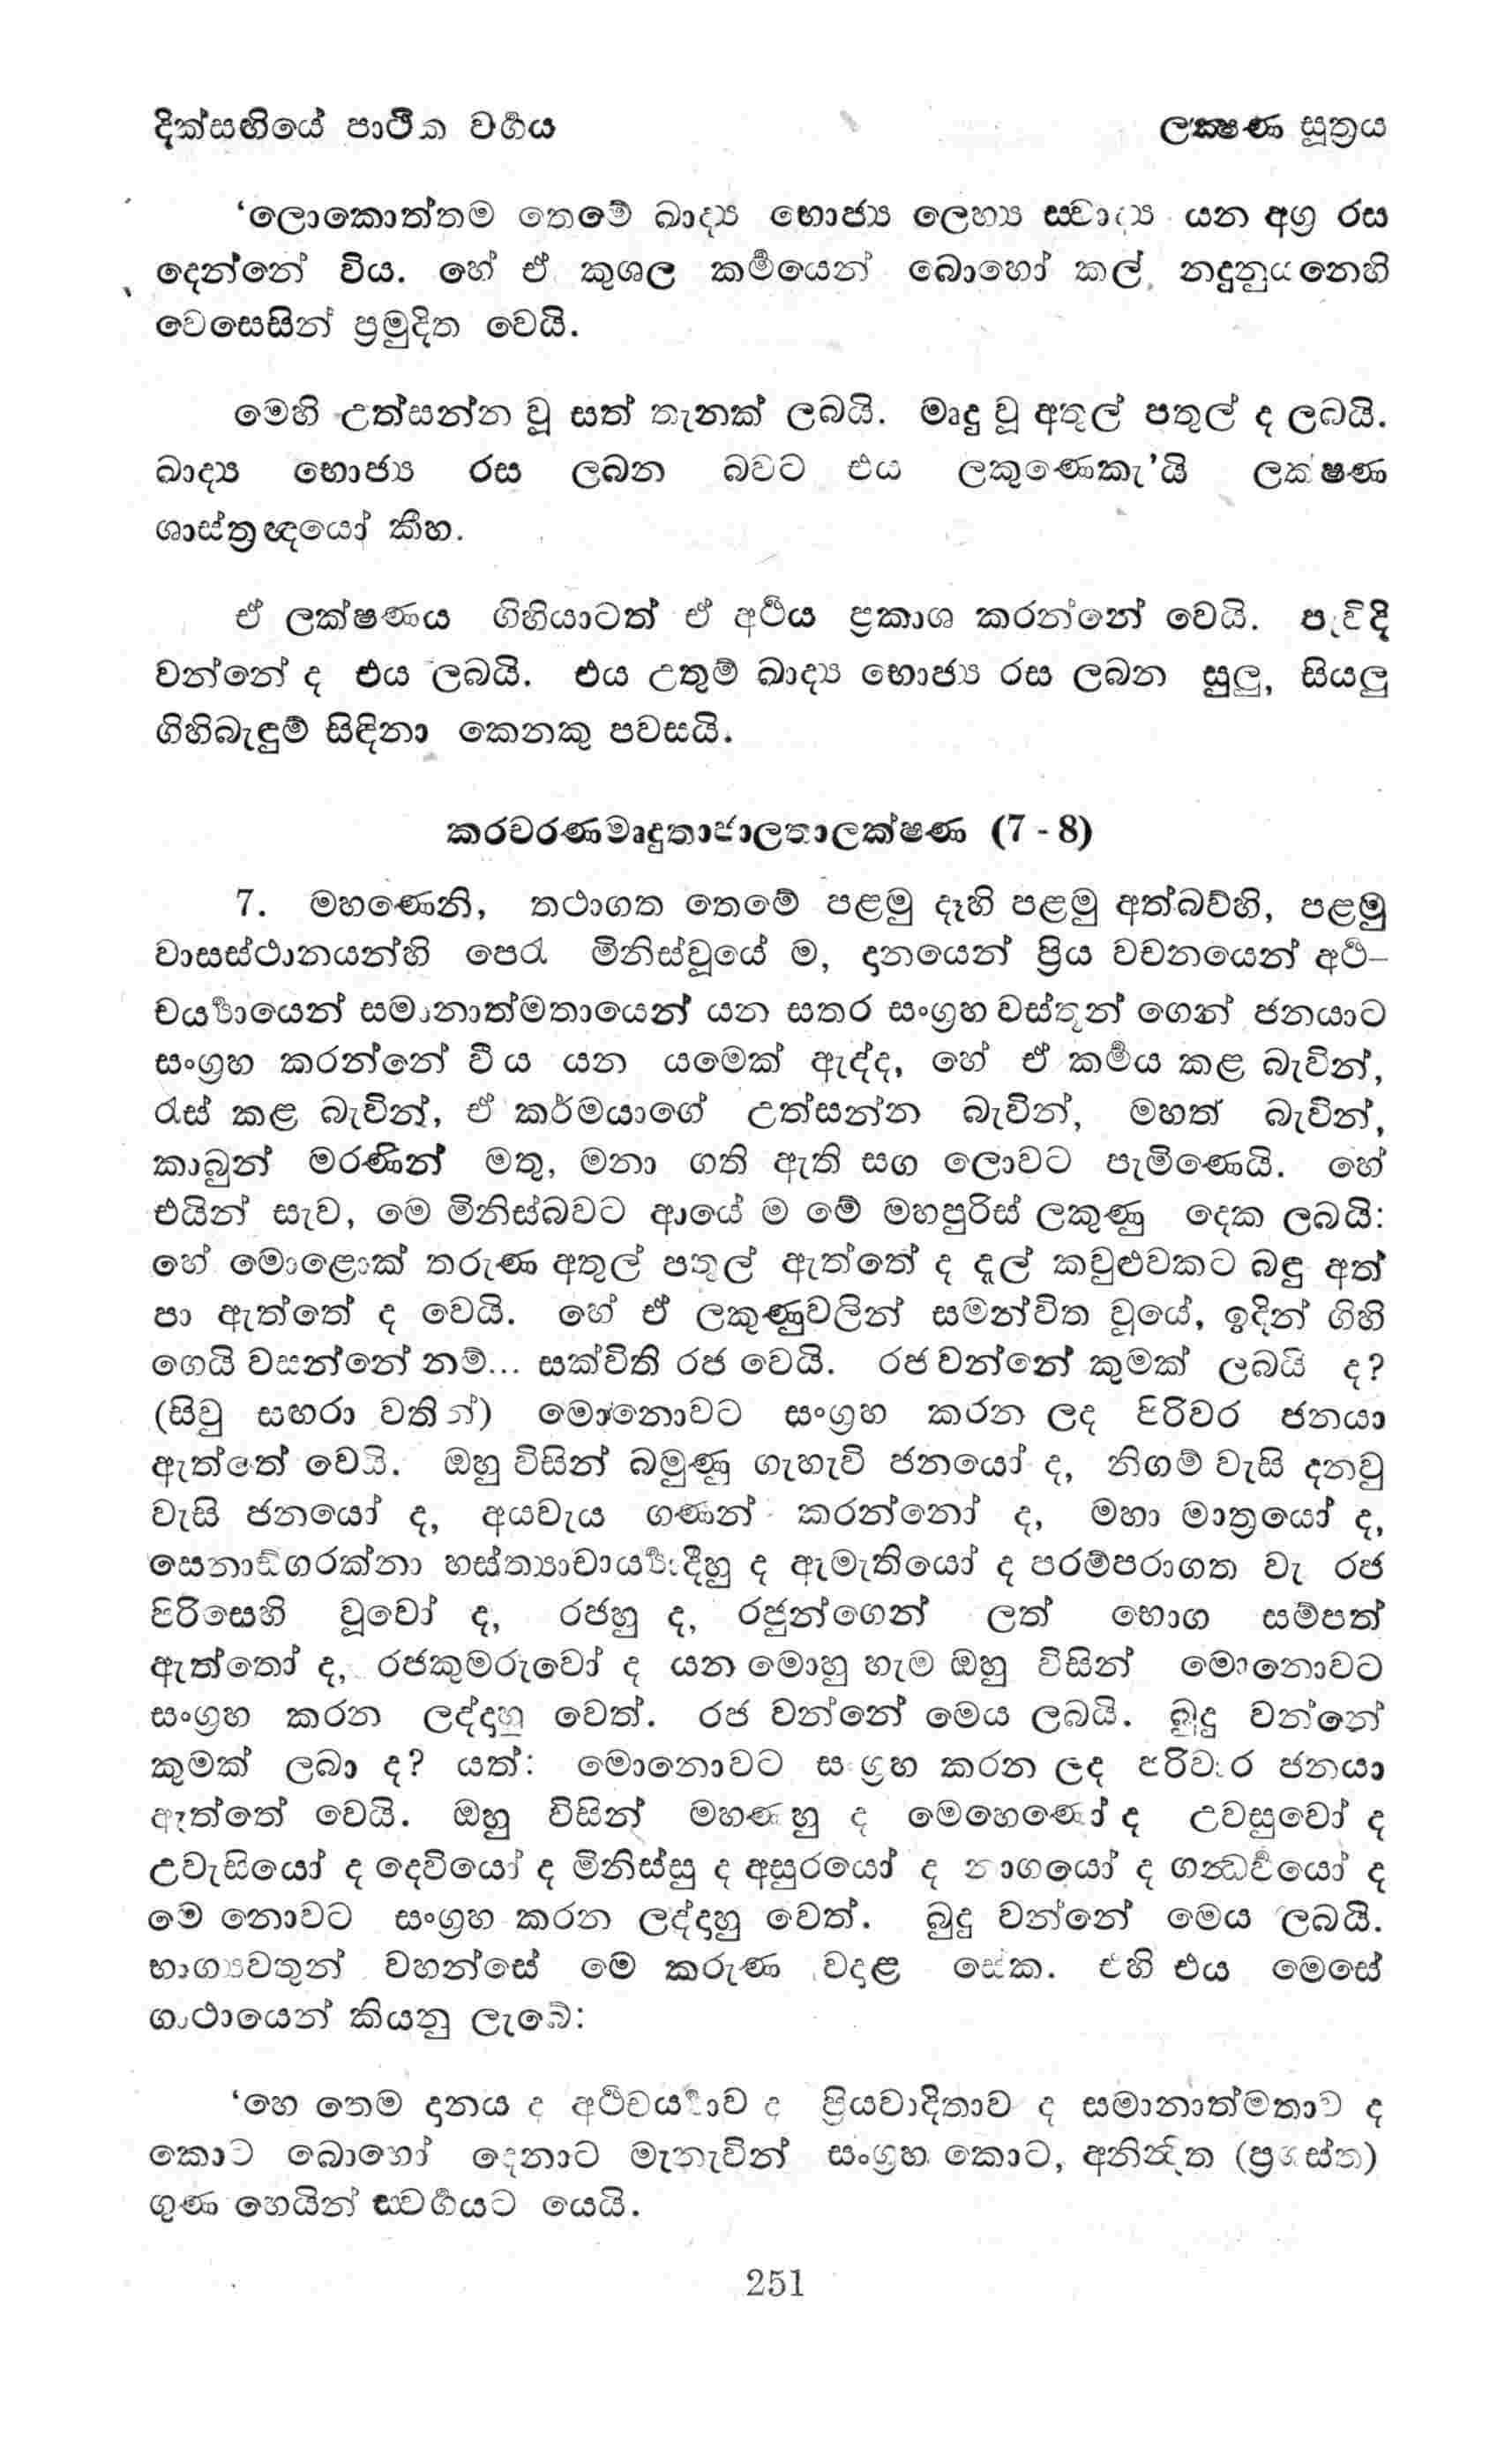 දික්සඟියේ පාථික වර්‍ගය
ලක්‍ෂණ සූත්‍රය
‘ලොකොත්තම තෙමේ ඛාද්‍ය භොජ්‍ය ලෙහ්‍ය ස්වාද්‍ය යන අග්‍ර රස
දෙන්නේ විය. හේ ඒ කුශල කර්‍මයෙන් බොහෝ කල් නදුනුයනෙහි
වෙසෙසින් ප්‍රමුදිත වෙයි.
මෙහි උත්සන්න වූ සත් තැනක් ලබයි. මෘදු වූ අතුල් පතුල් ද ලබයි.
ඛාද්‍ය භොජ්‍ය රස ලබන බවට එය ලකුණෙකැ’යි ලක්ෂණ
ශාස්ත්‍රඥයෝ කීහ.
ඒ ලක්ෂණය ගිහියාටත් ඒ අර්‍ථය ප්‍රකාශ කරන්නේ වෙයි. පැවිදි
වන්නේ ද එය ලබයි. එය උතුම් ඛාද්‍ය භොජ්‍ය රස ලබන සුලු, සියලු
ගිහිබැඳුම් සිඳිනා කෙනකු පවසයි.
කරචරණමෘදුතාජාලතාලක්ෂණ (7 - 8)
7. මහණෙනි, තථාගත තෙමේ පළමු දෑහි පළමු අත්බව්හි, පළමු
වාසස්ථානයන්හි පෙරැ මිනිස්වූයේ ම, දානයෙන් ප්‍රිය වචනයෙන් අර්‍ථ–
චර්‍ය්‍යායෙන් සමානාත්මතායෙන් යන සතර සංග්‍රහ වස්තූන් ගෙන් ජනයාට
සංග්‍රහ කරන්නේ වී ය යන යමෙක් ඇද්ද, හේ ඒ කර්‍මය කළ බැවින්,
රැස් කළ බැවින්, ඒ කර්මයාගේ උත්සන්න බැවින්, මහත් බැවින්,
කාබුන් මරණින් මතු, මනා ගති ඇති සග ලොවට පැමිණෙයි. හේ
එයින් සැව, මෙ මිනිස්බවට ආයේ ම මේ මහපුරිස් ලකුණු දෙක ලබයි:
හේ මොළොක් තරුණ අතුල් පතුල් ඇත්තේ ද දැල් කවුළුවකට බඳු අත්
පා ඇත්තේ ද වෙයි. හේ ඒ ලකුණුවලින් සමන්විත වූයේ, ඉදින් ගිහි
ගෙයි වසන්නේ නම්... සක්විති රජ වෙයි. රජ වන්නේ කුමක් ලබයි ද?
(සිවු සඟරා වතින්) මොනොවට සංග්‍රහ කරන ලද පිරිවර ජනයා
ඇත්තේ වෙයි. ඔහු විසින් බමුණු ගැහැවි ජනයෝ ද, නිගම් වැසි දනවු
වැසි ජනයෝ ද, අයවැය ගණන් කරන්නෝ ද, මහා මාත්‍රයෝ ද,
සෙනාඞ්ගරක්නා හස්ත්‍යාචාර්‍ය්‍යාදීහු ද ඇමැතියෝ ද පරම්පරාගත වැ රජ
පිරිසෙහි වූවෝ ද, රජහු ද, රජුන්ගෙන් ලත් භොග සම්පත්
ඇත්තෝ ද, රජකුමරුවෝ ද යන මොහු හැම ඔහු විසින් මොනොවට
සංග්‍රහ කරන ලද්දාහු වෙත්. රජ වන්නේ මෙය ලබයි. බුදු වන්නේ
කුමක් ලබා ද? යත්: මොනොවට සංග්‍රහ කරන ලද පරිවාර ජනයා
ඇත්තේ වෙයි. ඔහු විසින් මහණහු ද මෙහෙණෝ ද උවසුවෝ ද
උවැසියෝ ද දෙවියෝ ද මිනිස්සු ද අසුරයෝ ද නාගයෝ ද ගන්‍ධර්‍වයෝ ද
මෙ නොවට සංග්‍රහ කරන ලද්දාහු වෙත්. බුදු වන්නේ මෙය ලබයි.
භාග්‍යවතුන් වහන්සේ මේ කරුණ වදාළ සේක. එහි එය මෙසේ
ගාථායෙන් කියනු ලැබේ:
‘හෙ තෙම දානය ද අර්‍ථචර්‍ය්‍යාව ද ප්‍රියවාදිතාව ද සමානාත්මතාව ද
කොට බොහෝ දෙනාට මැනැවින් සංග්‍රහ කොට, අනින්‍දිත (ප්‍රශස්ත)
ගුණ හෙයින් ස්වර්‍ගයට යෙයි.
251